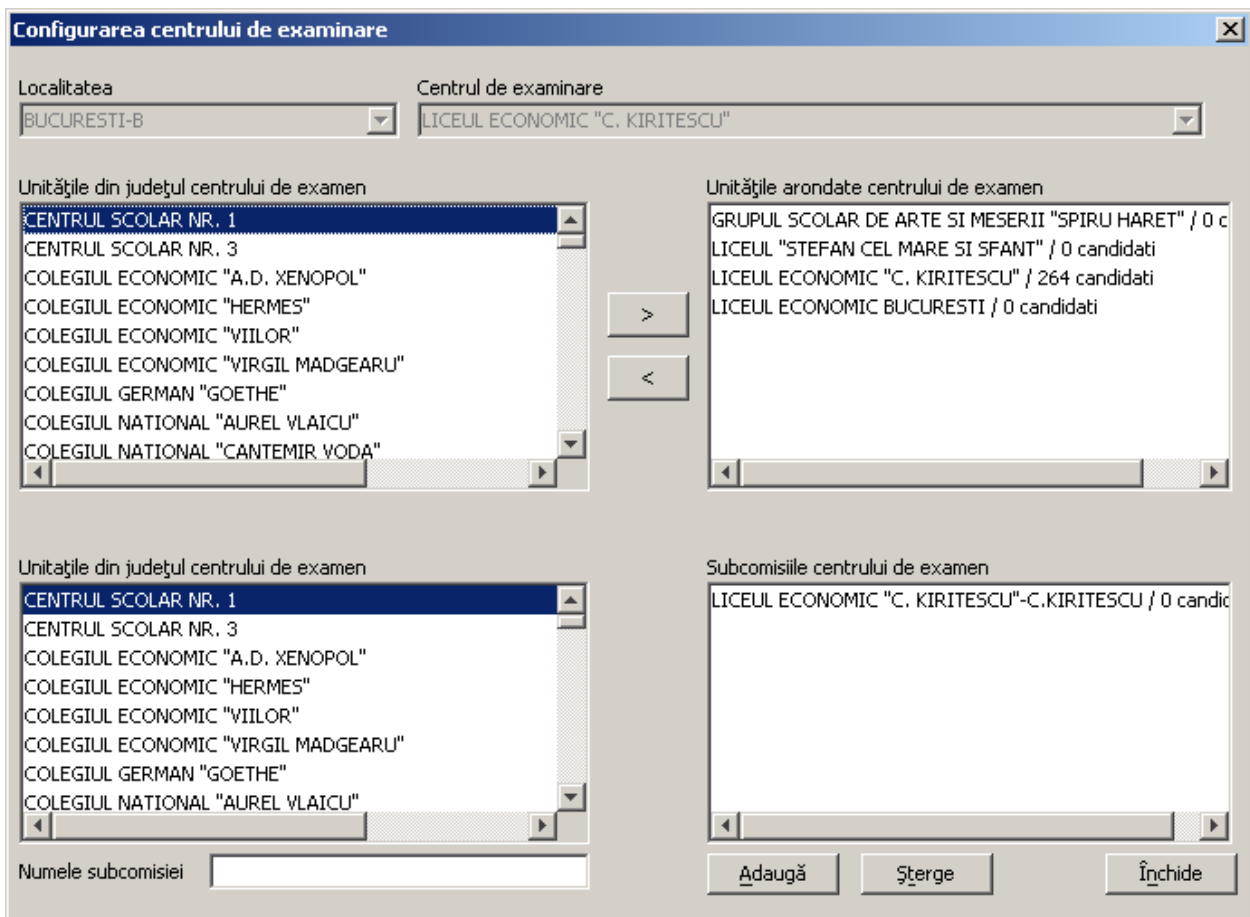 Configurarea centrului de examinare
Localitatea
Centrul de examinare
BUCURESTI-B
LICEUL ECONOMIC "C. KIRITESCU"
Unităţile din judeţul centrului de examen
CENTRUL SCOLAR NR. 1
CENTRUL SCOLAR NR. 3
COLEGIUL ECONOMIC "A.D. XENOPOL"
COLEGIUL ECONOMIC "HERMES"
COLEGIUL ECONOMIC "VIILOR"
COLEGIUL ECONOMIC "VIRGIL MADGEARU"
COLEGIUL GERMAN "GOETHE"
COLEGIUL NATIONAL "AUREL VLAICU"
COLEGIUL NATIONAL "CANTEMIR VODA"
>
<
Unităţile arondate centrului de examen
GRUPUL SCOLAR DE ARTE SI MESERII "SPIRU HARET" / 0 c
LICEUL "STEFAN CEL MARE SI SFANT" / 0 candidati
LICEUL ECONOMIC "C. KIRITESCU" / 264 candidati
LICEUL ECONOMIC BUCURESTI / 0 candidati
Unitaţile din judeţul centrului de examen
CENTRUL SCOLAR NR. 1
CENTRUL SCOLAR NR. 3
COLEGIUL ECONOMIC "A.D. XENOPOL"
COLEGIUL ECONOMIC "HERMES"
COLEGIUL ECONOMIC "VIILOR"
COLEGIUL ECONOMIC "VIRGIL MADGEARU"
COLEGIUL GERMAN "GOETHE"
COLEGIUL NATIONAL "AUREL VLAICU"
Subcomisiile centrului de examen
LICEUL ECONOMIC "C. KIRITESCU"-C.KIRITESCU / 0 candid
Numele subcomisiei
Adaugă
Şterge
Închide